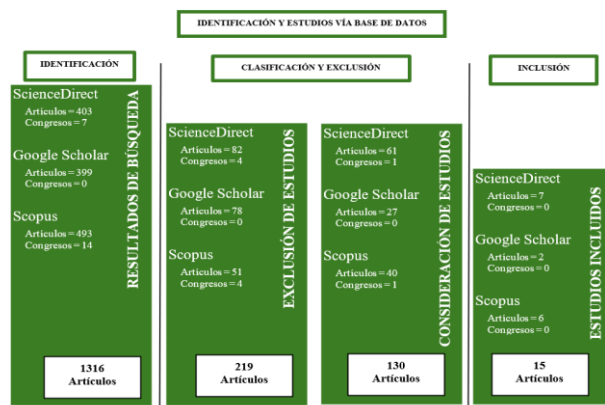 IDENTIFICACIÓN Y ESTUDIOS VÍA BASE DE DATOS
IDENTIFICACIÓN
ScienceDirect
Artículos = 403
Congresos = 7
Google Scholar
Artículos = 399
Congresos = 0
Scopus
Artículos = 493
Congresos = 14
RESULTADOS DE BÚSQUEDA
1316
Artículos
CLASIFICACIÓN Y EXCLUSIÓN
ScienceDirect
Artículos = 82
Congresos = 4
Google Scholar
Artículos = 78
Congresos = 0
Scopus
Artículos = 51
Congresos = 4
EXCLUSIÓN DE ESTUDIOS
219
Artículos
ScienceDirect
Artículos = 61
Congresos = 1
Google Scholar
Artículos = 27
Congresos = 0
Scopus
Artículos = 40
Congresos = 1
CONSIDERACIÓN DE ESTUDIOS
130
Artículos
INCLUSIÓN
ScienceDirect
Artículos = 7
Congresos = 0
Google Scholar
Artículos = 2
Congresos = 0
Scopus
Artículos = 6
Congresos = 0
ESTUDIOS INCLUIDOS
15
Artículos